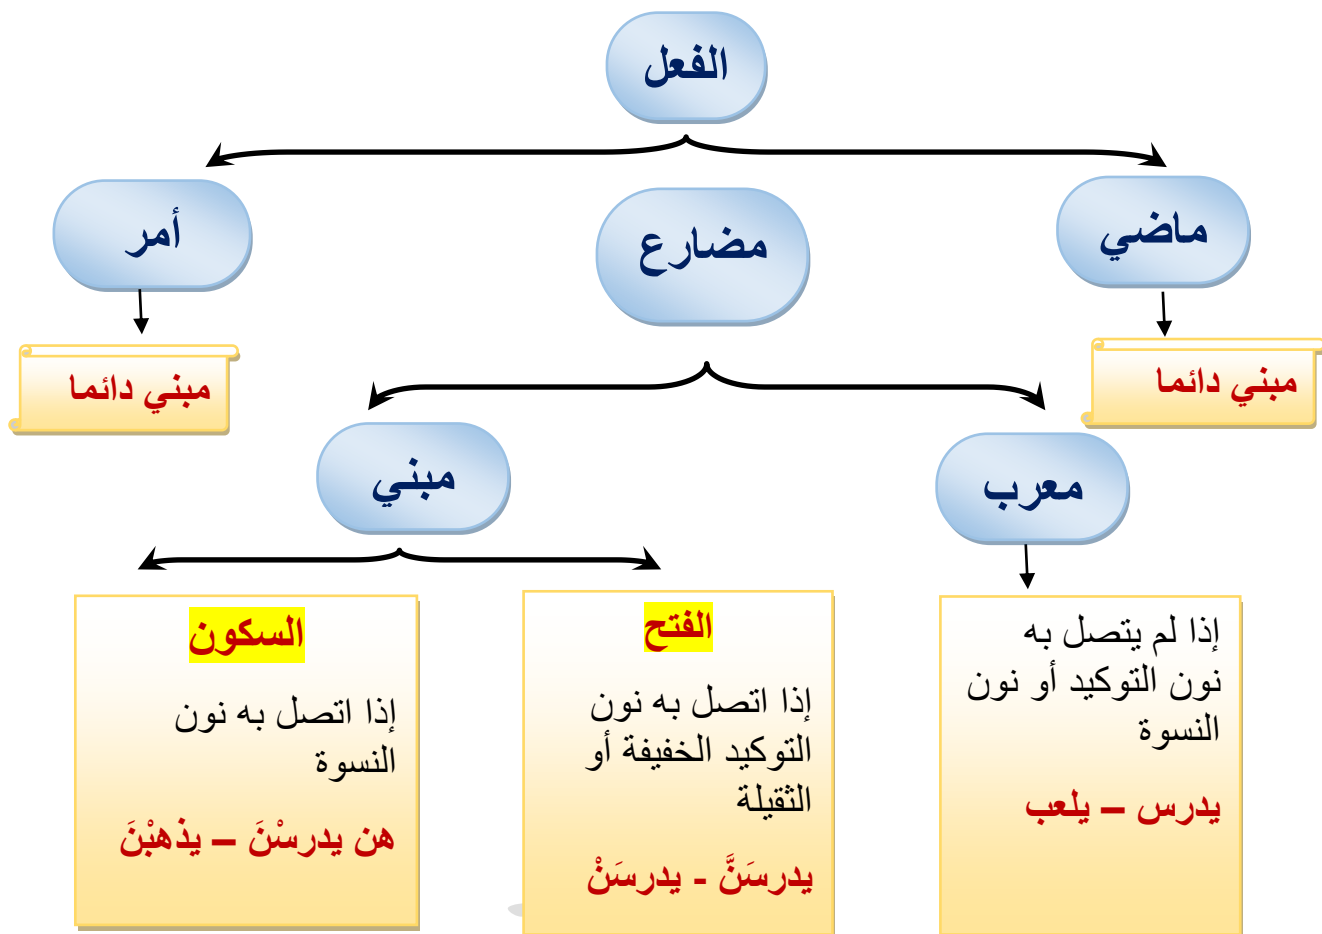 الفعل
ماضي
مضارع
أمر
مبني دائما
مبني دائما
معرب
مبني
إذا لم يتصل به
نون التوكيد أو نون
النسوة
يدرس – يلعب
الفتح
إذا اتصل به نون
التوكيد الخفيفة أو
الثقيلة
يدرسَنَّ - يدرسَنْ
السكون
إذا اتصل به نون
النسوة
هن يدرسْنَ – يذهبْنَ